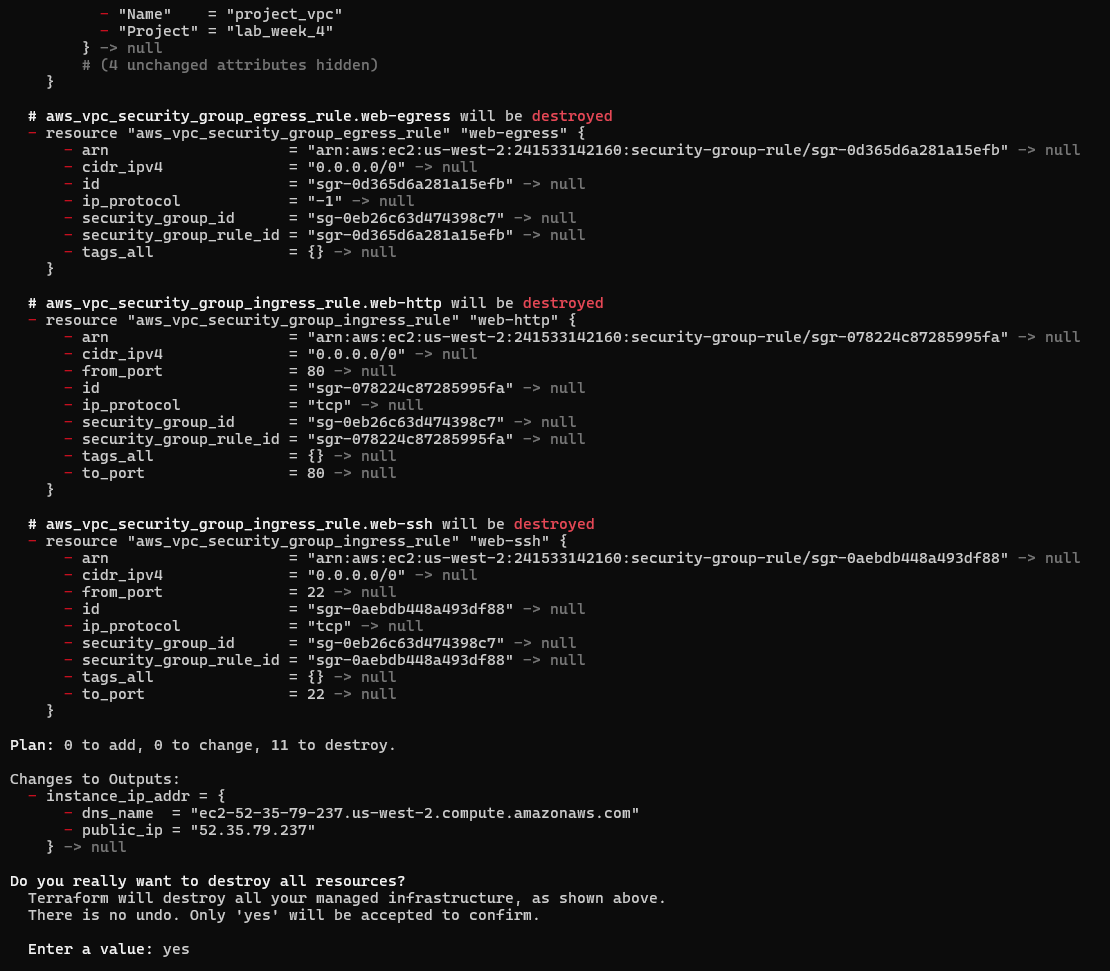 - "Name"    = "project_vpc"
- "Project" = "lab_week_4"
} -> null
# (4 unchanged attributes hidden)
}
# aws_vpc_security_group_egress_rule.web-egress will be destroyed
- resource "aws_vpc_security_group_egress_rule" "web-egress" {
- arn                    = "arn:aws:ec2:us-west-2:241533142160:security-group-rule/sgr-0d365d6a281a15efb" -> null
- cidr_ipv4              = "0.0.0.0/0" -> null
- id                     = "sgr-0d365d6a281a15efb" -> null
- ip_protocol            = "-1" -> null
- security_group_id      = "sg-0eb26c63d474398c7" -> null
- security_group_rule_id = "sgr-0d365d6a281a15efb" -> null
- tags_all               = {} -> null
}
# aws_vpc_security_group_ingress_rule.web-http will be destroyed
- resource "aws_vpc_security_group_ingress_rule" "web-http" {
- arn                    = "arn:aws:ec2:us-west-2:241533142160:security-group-rule/sgr-078224c87285995fa" -> null
- cidr_ipv4              = "0.0.0.0/0" -> null
- from_port              = 80 -> null
- id                     = "sgr-078224c87285995fa" -> null
- ip_protocol            = "tcp" -> null
- security_group_id      = "sg-0eb26c63d474398c7" -> null
- security_group_rule_id = "sgr-078224c87285995fa" -> null
- tags_all               = {} -> null
- to_port                = 80 -> null
}
# aws_vpc_security_group_ingress_rule.web-ssh will be destroyed
- resource "aws_vpc_security_group_ingress_rule" "web-ssh" {
- arn                    = "arn:aws:ec2:us-west-2:241533142160:security-group-rule/sgr-0aebdb448a493df88" -> null
- cidr_ipv4              = "0.0.0.0/0" -> null
- from_port              = 22 -> null
- id                     = "sgr-0aebdb448a493df88" -> null
- ip_protocol            = "tcp" -> null
- security_group_id      = "sg-0eb26c63d474398c7" -> null
- security_group_rule_id = "sgr-0aebdb448a493df88" -> null
- tags_all               = {} -> null
- to_port                = 22 -> null
}
Plan: 0 to add, 0 to change, 11 to destroy.
Changes to Outputs:
- instance_ip_addr = {
- dns_name  = "ec2-52-35-79-237.us-west-2.compute.amazonaws.com"
- public_ip = "52.35.79.237"
} -> null
Do you really want to destroy all resources?
Terraform will destroy all your managed infrastructure, as shown above.
There is no undo. Only 'yes' will be accepted to confirm.
Enter a value: yes